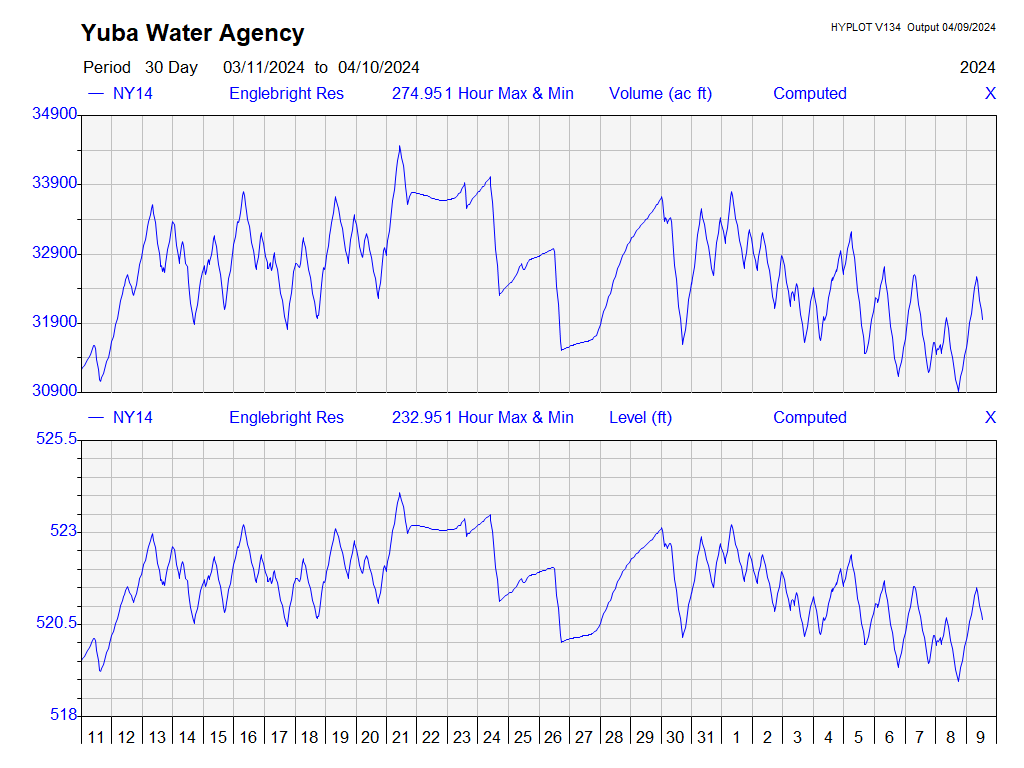 Yuba Water Agency
HYPLOT V134 Output 04/09/2024
Period 30 Day 03/11/2024 to 04/10/2024 2024
NY14 Englebright Res 274.951 Hour Max & Min Volume (ac ft) Computed X
34900
33900
32900
31900
30900
NY14 Englebright Res 232.951 Hour Max & Min Level (ft) Computed X
525.5
523
520.5
518
11 12 13 14 15 16 17 18 19 20 21 22 23 24 25 26 27 28 29 30 31 1 2 3 4 5 6 7 8 9